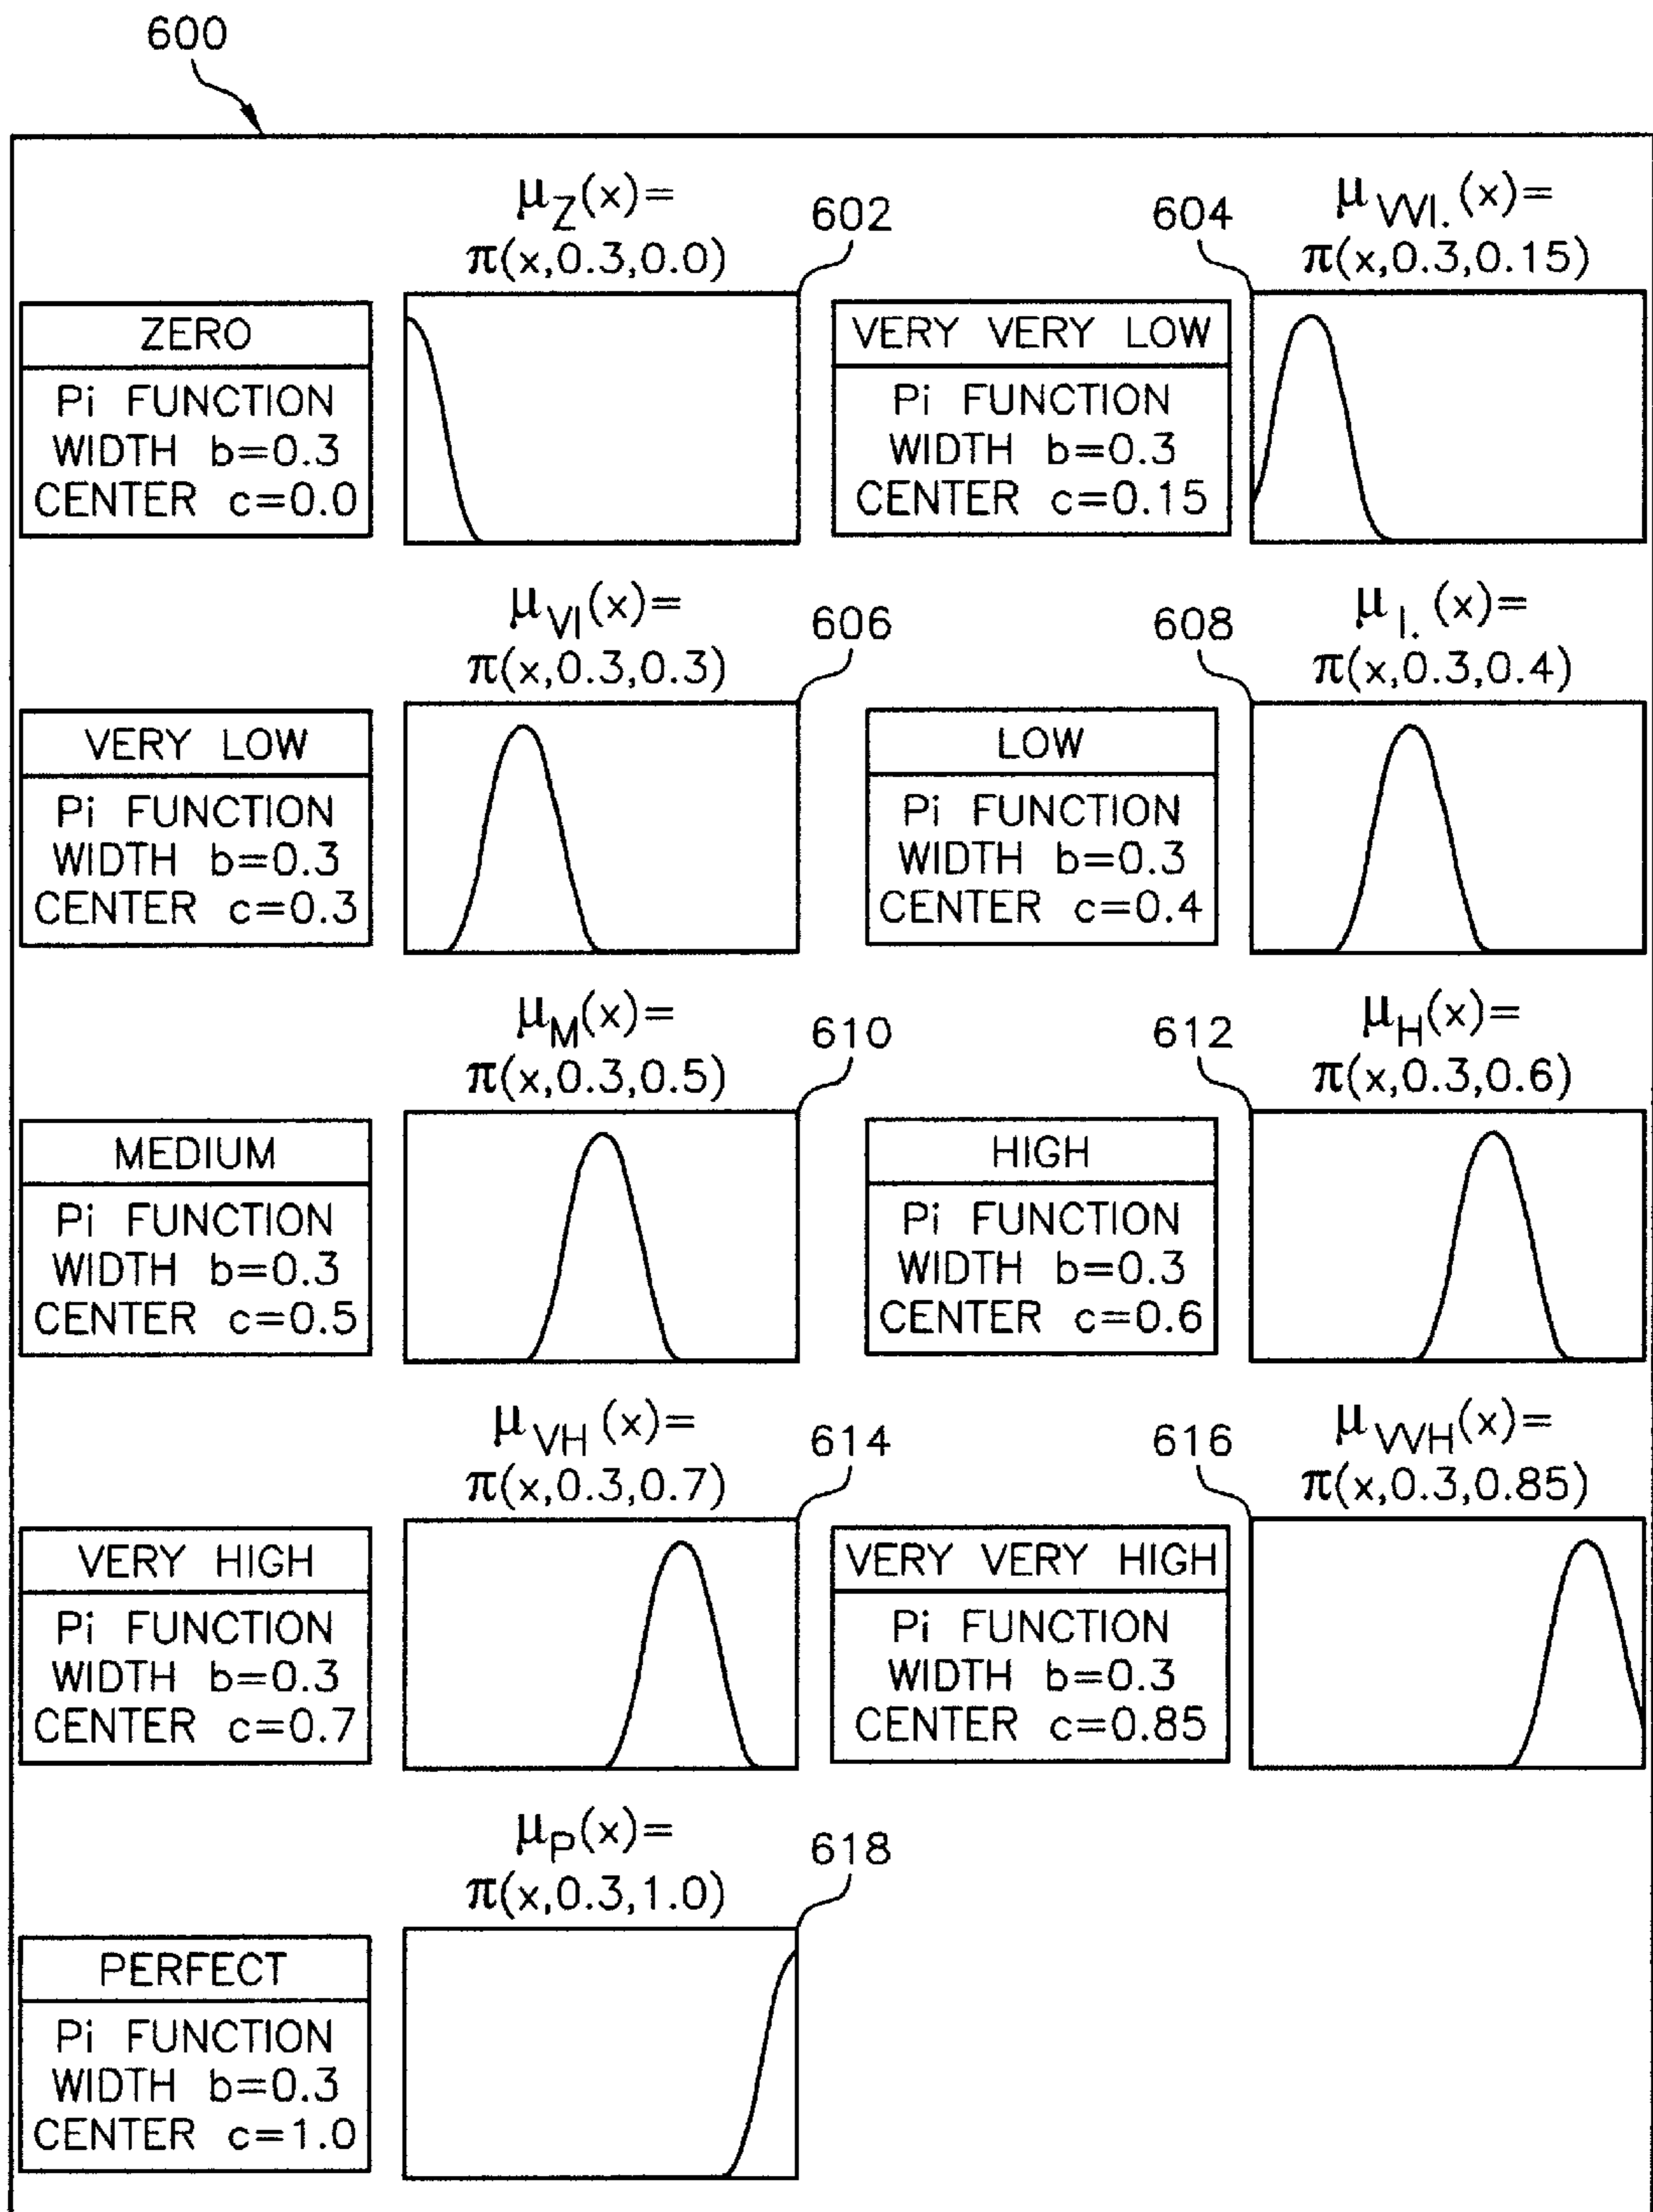 600
μZ(x)=
π(x,0.3,0.0)
602
604
μVVI.(x)=
π(x,0.3,0.15)
ZERO
Pi FUNCTION
WIDTH b=0.3
CENTER c=0.0
VERY VERY LOW
Pi FUNCTION
WIDTH b=0.3
CENTER c=0.15
μVI(x)=
π(x,0.3,0.3)
606
608
μI.(x)=
π(x,0.3,0.4)
VERY LOW
Pi FUNCTION
WIDTH b=0.3
CENTER c=0.3
LOW
Pi FUNCTION
WIDTH b=0.3
CENTER c=0.4
μM(x)=
π(x,0.3,0.5)
610
612
μH(x)=
π(x,0.3,0.6)
MEDIUM
Pi FUNCTION
WIDTH b=0.3
CENTER c=0.5
HIGH
Pi FUNCTION
WIDTH b=0.3
CENTER c=0.6
μVH(x)=
π(x,0.3,0.7)
614
616
μVVH(x)=
π(x,0.3,0.85)
VERY HIGH
Pi FUNCTION
WIDTH b=0.3
CENTER c=0.7
VERY VERY HIGH
Pi FUNCTION
WIDTH b=0.3
CENTER c=0.85
μP(x)=
π(x,0.3,1.0)
618
PERFECT
Pi FUNCTION
WIDTH b=0.3
CENTER c=1.0